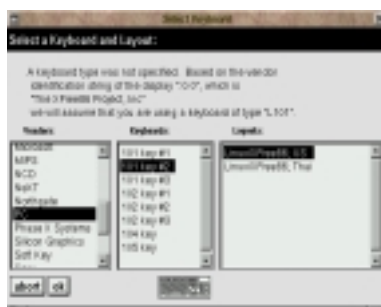 Select Keyboard
Select a Keyboard and Layout:
A keyboard type was not specified. Based on the vendor
identification string of the display ":0.0", which is
"The X Free86 Project, Inc"
we will assume that you are using a keyboard of type "L101".
Vendors:
Keyboards:
Layouts:
Microsoft
MIPS
NCD
NeXT
Northgate
PC
Phase X Systems
Silicon Graphics
Soft Key
101 key #1
101 key #2
101 key #3
102 key #1
102 key #2
102 key #3
104 key
105 key
Linux/XFree86, US
Linux/XFree86, Thai
abort
ok